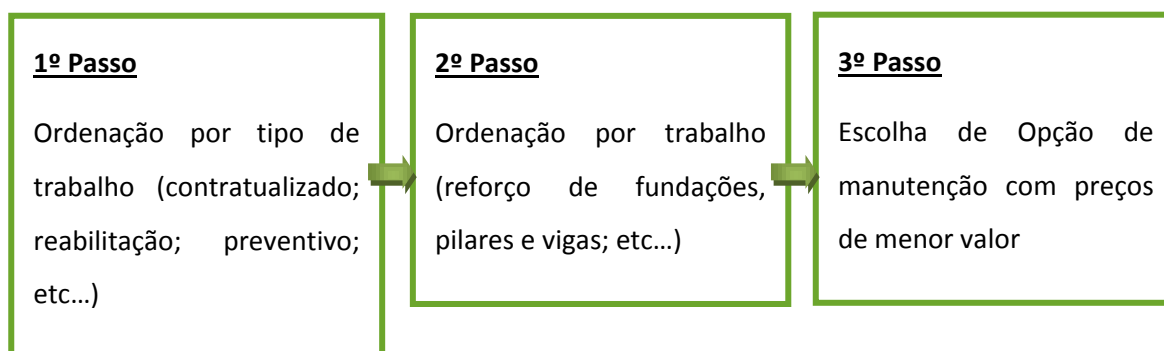 1º Passo
Ordenação por tipo de
trabalho (contratualizado;
reabilitação; preventivo;
etc…)
2º Passo
Ordenação por trabalho
(reforço de fundações,
pilares e vigas; etc…)
3º Passo
Escolha de Opção de
manutenção com preços
de menor valor